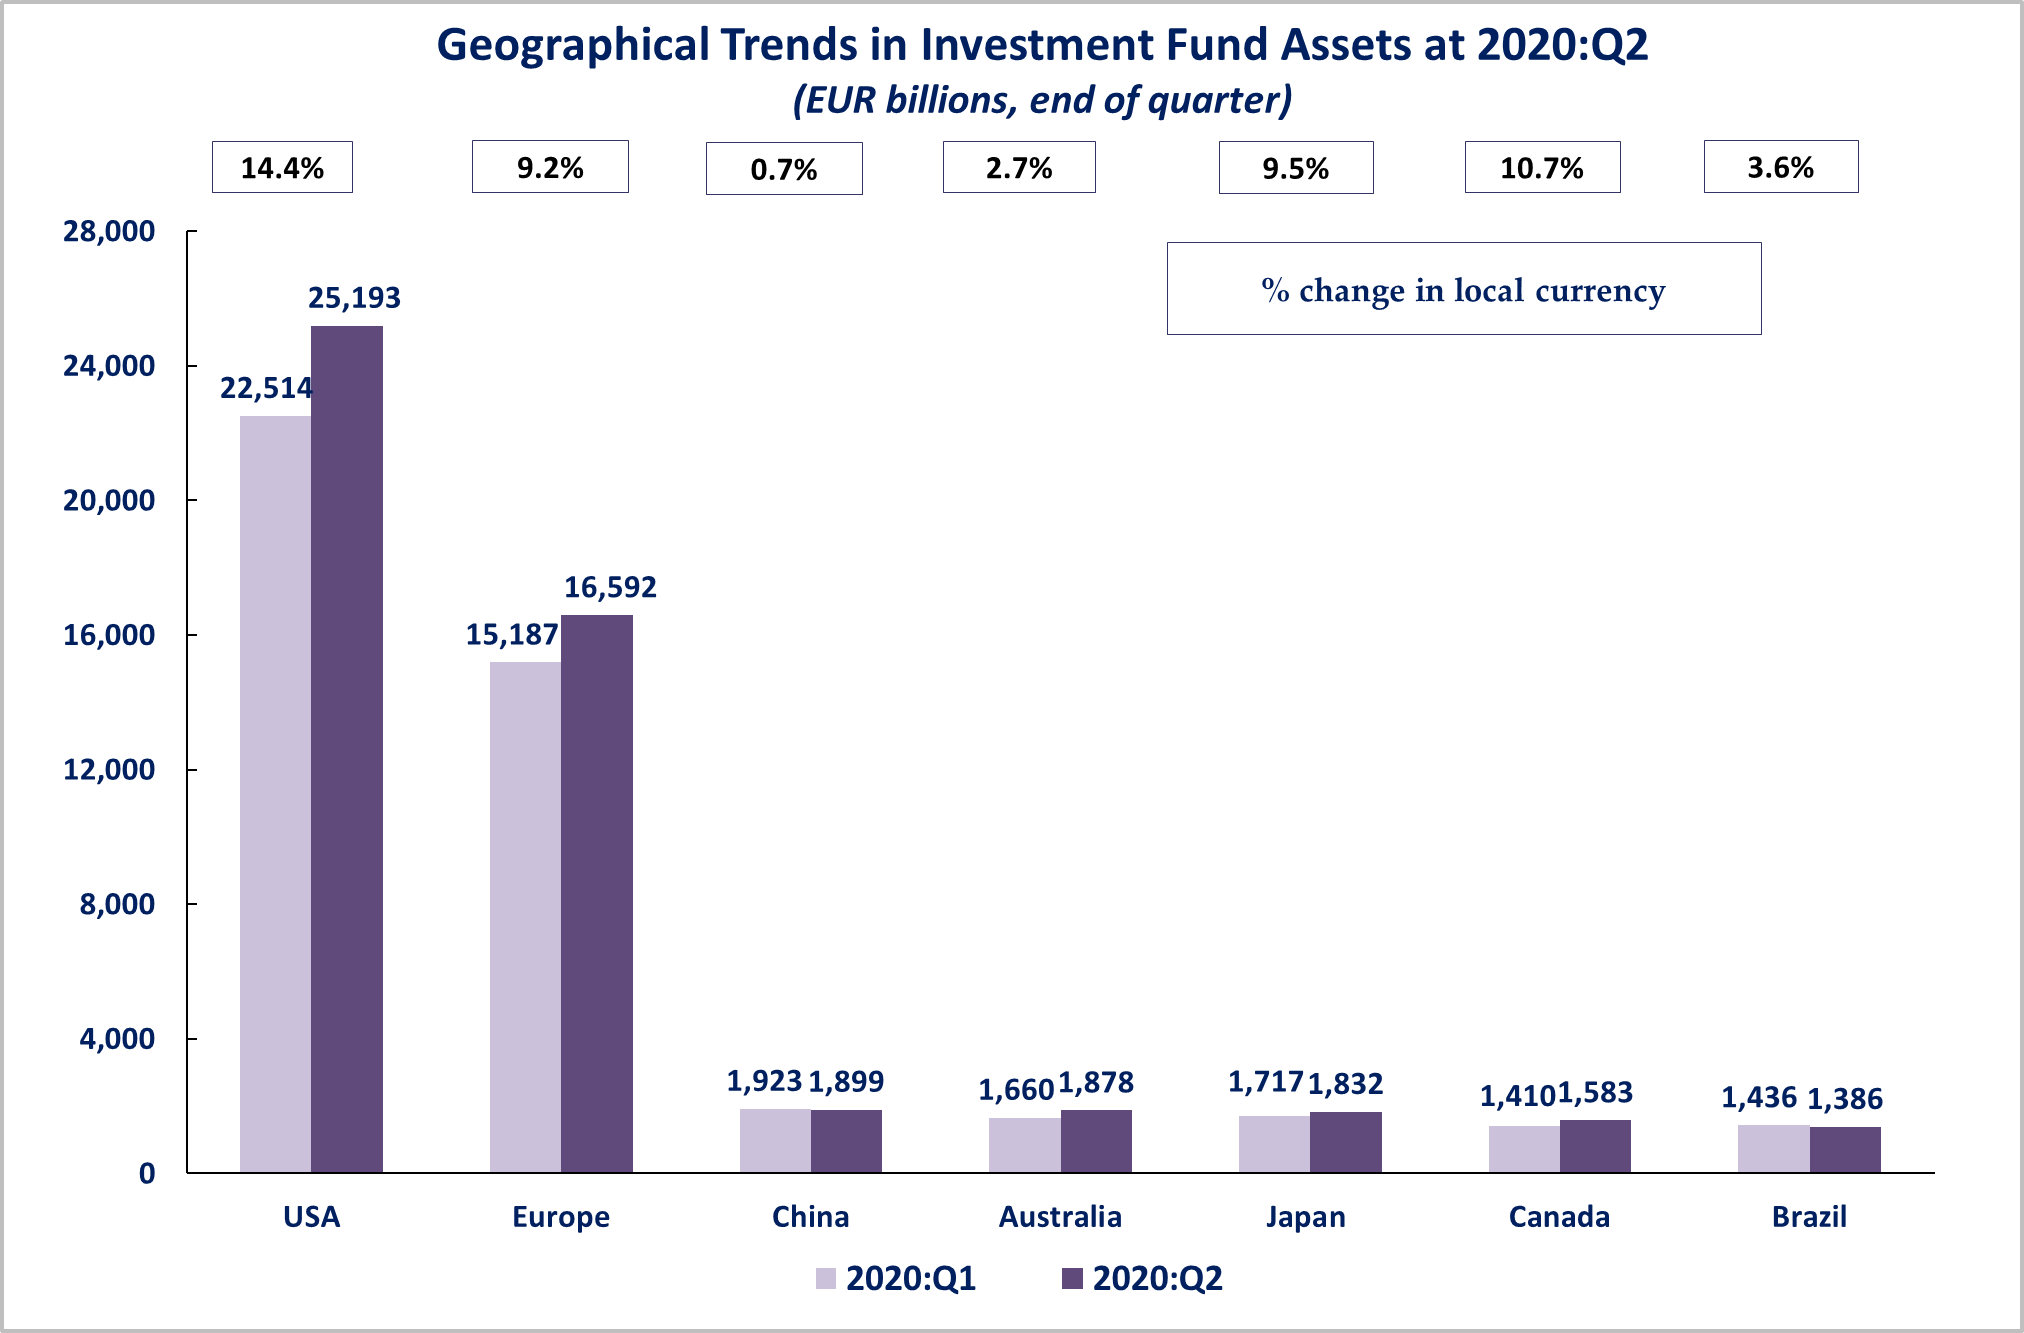 Geographical Trends in Investment Fund Assets at 2020:Q2
(EUR billions, end of quarter)
14.4% 9.2% 0.7% 2.7% 9.5% 10.7% 3.6%
% change in local currency
28,000
24,000
20,000
16,000
12,000
8,000
4,000
0
22,514 25,193
15,187 16,592
1,923 1,899
1,660 1,878
1,717 1,832
1,410 1,583
1,436 1,386
USA Europe China Australia Japan Canada Brazil
2020:Q1 2020:Q2